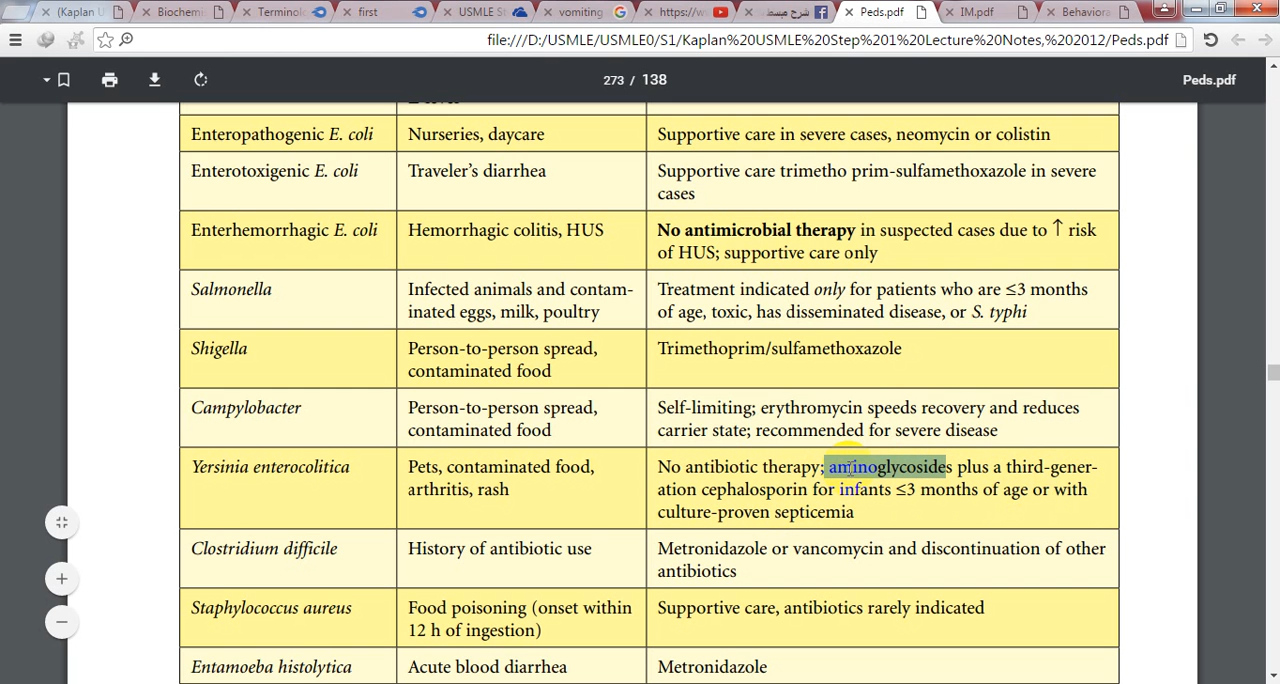 (Kaplan U
Biochemi
Terminol
first
USMLE St
vomiting
https://w
شرح مبسط
Peds.pdf
IM.pdf
Behaviora
file:///D:/USMLE/USMLE0/S1/Kaplan%20USMLE%20Step%201%20Lecture%20Notes,%202012/Peds.pdf
273 / 138
Peds.pdf
Enteropathogenic E. coli
Nurseries, daycare
Supportive care in severe cases, neomycin or colistin
Enterotoxigenic E. coli
Traveler’s diarrhea
Supportive care trimetho prim-sulfamethoxazole in severe
cases
Enterhemorrhagic E. coli
Hemorrhagic colitis, HUS
No antimicrobial therapy in suspected cases due to ↑ risk
of HUS; supportive care only
Salmonella
Infected animals and contam-
inated eggs, milk, poultry
Treatment indicated only for patients who are ≤3 months
of age, toxic, has disseminated disease, or S. typhi
Shigella
Person-to-person spread,
contaminated food
Trimethoprim/sulfamethoxazole
Campylobacter
Person-to-person spread,
contaminated food
Self-limiting; erythromycin speeds recovery and reduces
carrier state; recommended for severe disease
Yersinia enterocolitica
Pets, contaminated food,
arthritis, rash
No antibiotic therapy; aminoglycosides plus a third-gener-
ation cephalosporin for infants ≤3 months of age or with
culture-proven septicemia
Clostridium difficile
History of antibiotic use
Metronidazole or vancomycin and discontinuation of other
antibiotics
Staphylococcus aureus
Food poisoning (onset within
12 h of ingestion)
Supportive care, antibiotics rarely indicated
Entamoeba histolytica
Acute blood diarrhea
Metronidazole